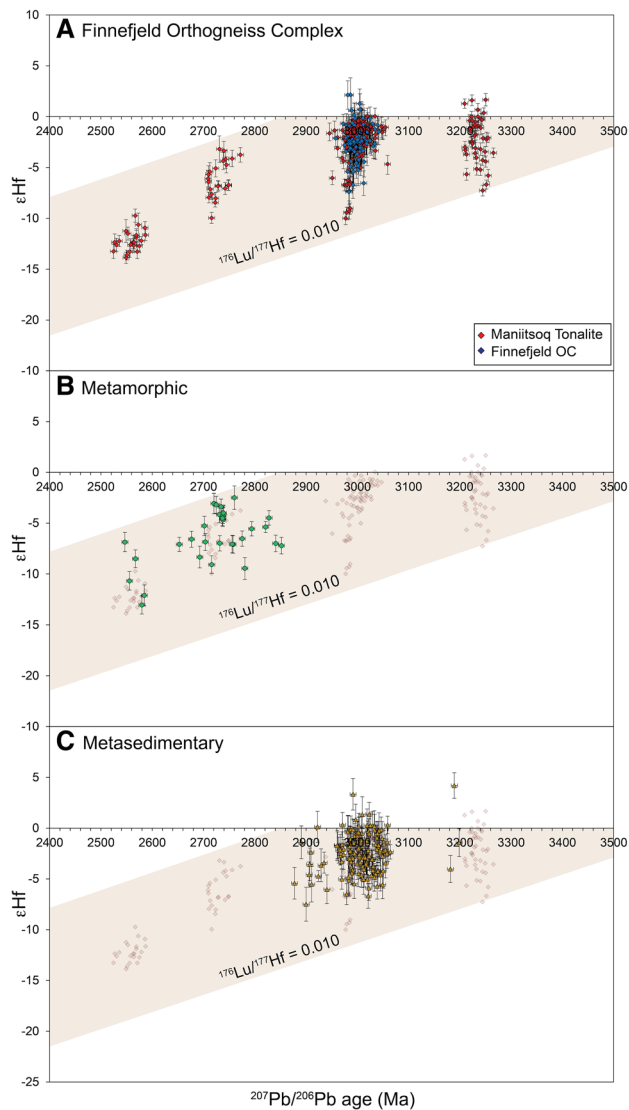 10
A Finnefjeld Orthogneiss Complex
5
0
2400 2500 2600 2700 2800 2900 3000 3100 3200 3300 3400 3500
-5
εHf
-10
176Lu/177Hf = 0.010
-15
-20
Maniitsoq Tonalite
Finnefjeld OC
-10
B Metamorphic
5
0
2400 2500 2600 2700 2800 2900 3000 3100 3200 3300 3400 3500
-5
εHf
-10
176Lu/177Hf = 0.010
-15
-20
-10
C Metasedimentary
5
0
2400 2500 2600 2700 2800 2900 3000 3100 3200 3300 3400 3500
-5
εHf
-10
176Lu/177Hf = 0.010
-15
-20
-25
207Pb/206Pb age (Ma)